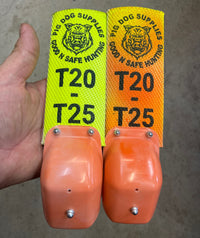 PIG DOG SUPPLIES
GOOD N SAFE HUNTING
T20
-
T25
PIG DOG SUPPLIES
GOOD N SAFE HUNTING
T20
-
T25